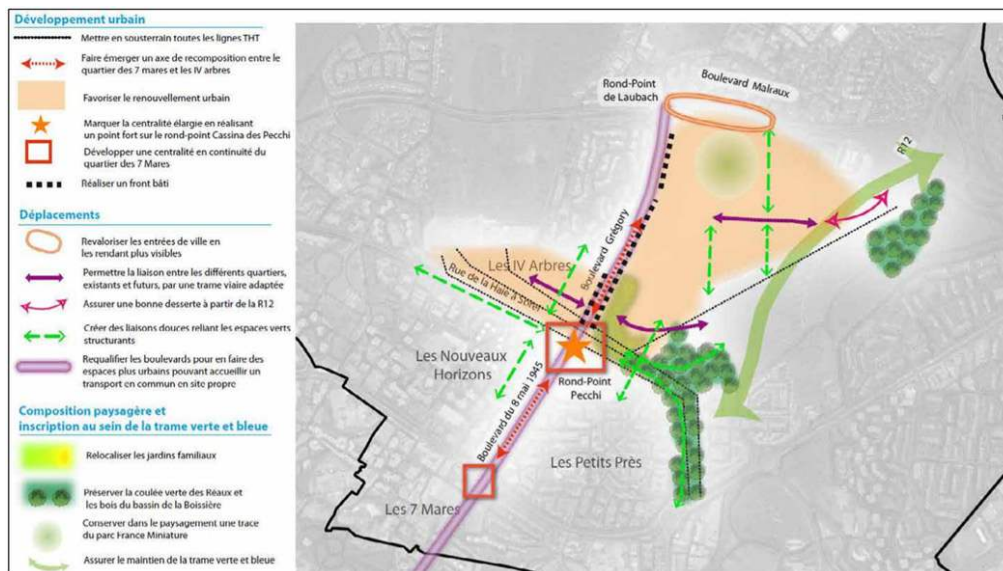 Développement urbain
Mettre en sousterrain toutes les lignes THT
Faire émerger un axe de recomposition entre le
quartier des 7 mares et les IV arbres
Favoriser le renouvellement urbain
Marquer la centralité élargie en réalisant
un point fort sur le rond-point Cassina des Pecchi
Développer une centralité en continuité du
quartier des 7 Mares
Réaliser un front bâti
Déplacements
Revaloriser les entrées de ville en
les rendant plus visibles
Permettre la liaison entre les différents quartiers,
existants et futurs, par une trame viaire adaptée
Assurer une bonne desserte à partir de la R12
Créer des liaisons douces reliant les espaces verts
structurants
Requalifier les boulevards pour en faire des
espaces plus urbains pouvant accueillir un
transport en commun en site propre
Composition paysagère et
inscription au sein de la trame verte et bleue
Relocaliser les jardins familiaux
Préserver la coulée verte des Réaux et
les bois du bassin de la Boissière
Conserver dans le paysagement une trace
du parc France Miniature
Assurer le maintien de la trame verte et bleue
Boulevard Malraux
Rond-Point
de Laubach
R12
Boulevard Grégory
Les IV Arbres
Rue de la Haie à Sorel
Les Nouveaux
Horizons
Rond-Point
Pecchi
Boulevard du 8 mai 1945
Les Petits Près
Les 7 Mares